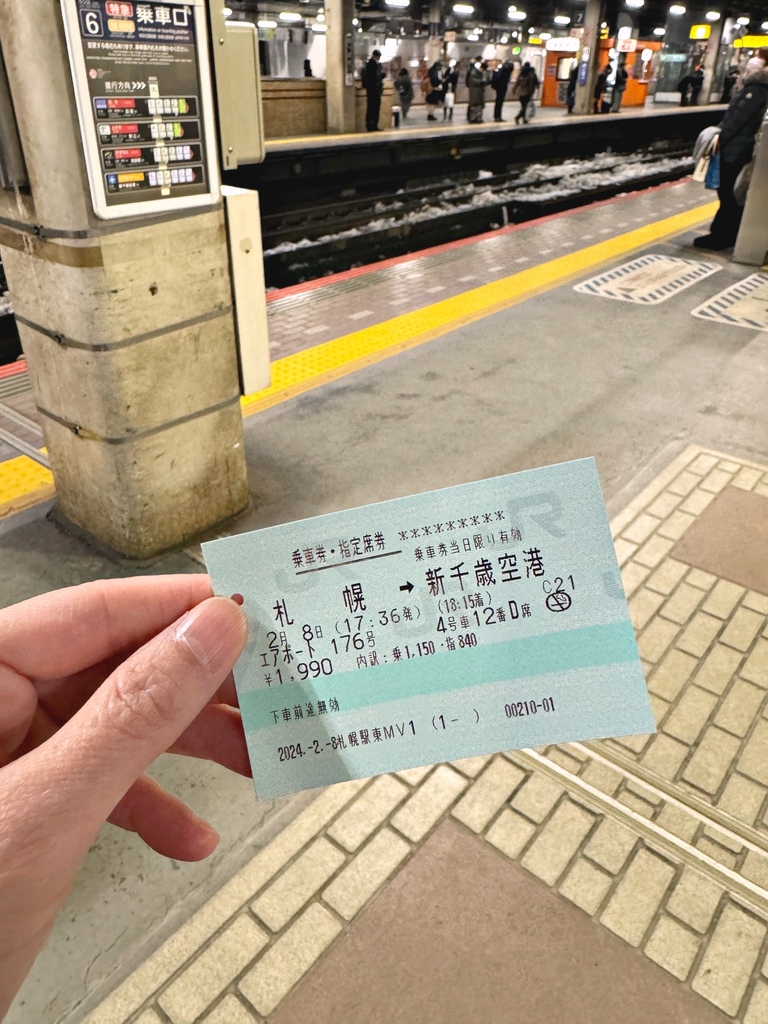 6
特急
乗車口
進行方向 >>>
乗車券・指定席券 *********
乗車券当日限り有効
札 幌 → 新千歳空港
2月 8日 (17:36発) (18:15着) C21
エアポート 176号 4号車12番D席
¥1,990 内訳:乗1,150・指840
下車前途無効
2024.-2.-8札幌駅東MV1 (1- ) 00210-01